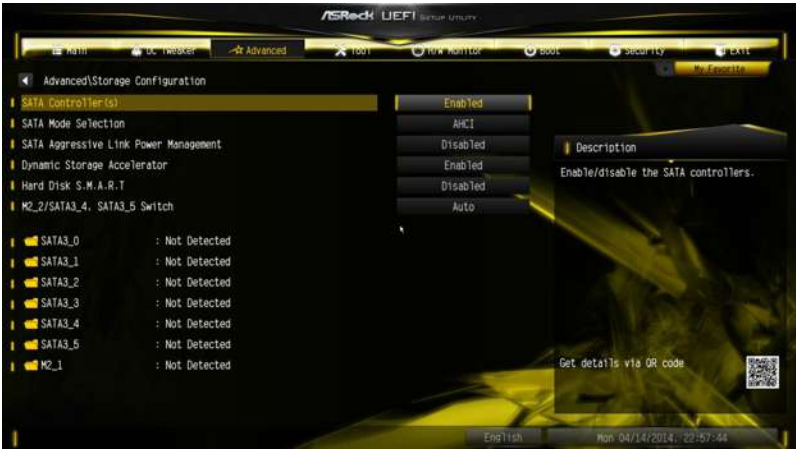 ASRock UEFI SETUP UTILITY
Main OC Tweaker Advanced Tool H/W Monitor Boot Security Exit
My Favorite
Advanced\Storage Configuration
SATA Controller(s) Enabled
SATA Mode Selection AHCI
SATA Aggressive Link Power Management Disabled
Dynamic Storage Accelerator Enabled
Hard Disk S.M.A.R.T Disabled
M2_2/SATA3_4, SATA3_5 Switch Auto
SATA3_0 : Not Detected
SATA3_1 : Not Detected
SATA3_2 : Not Detected
SATA3_3 : Not Detected
SATA3_4 : Not Detected
SATA3_5 : Not Detected
M2_1 : Not Detected
Description
Enable/disable the SATA controllers.
Get details via QR code
English
Mon 04/14/2014. 22:57:44